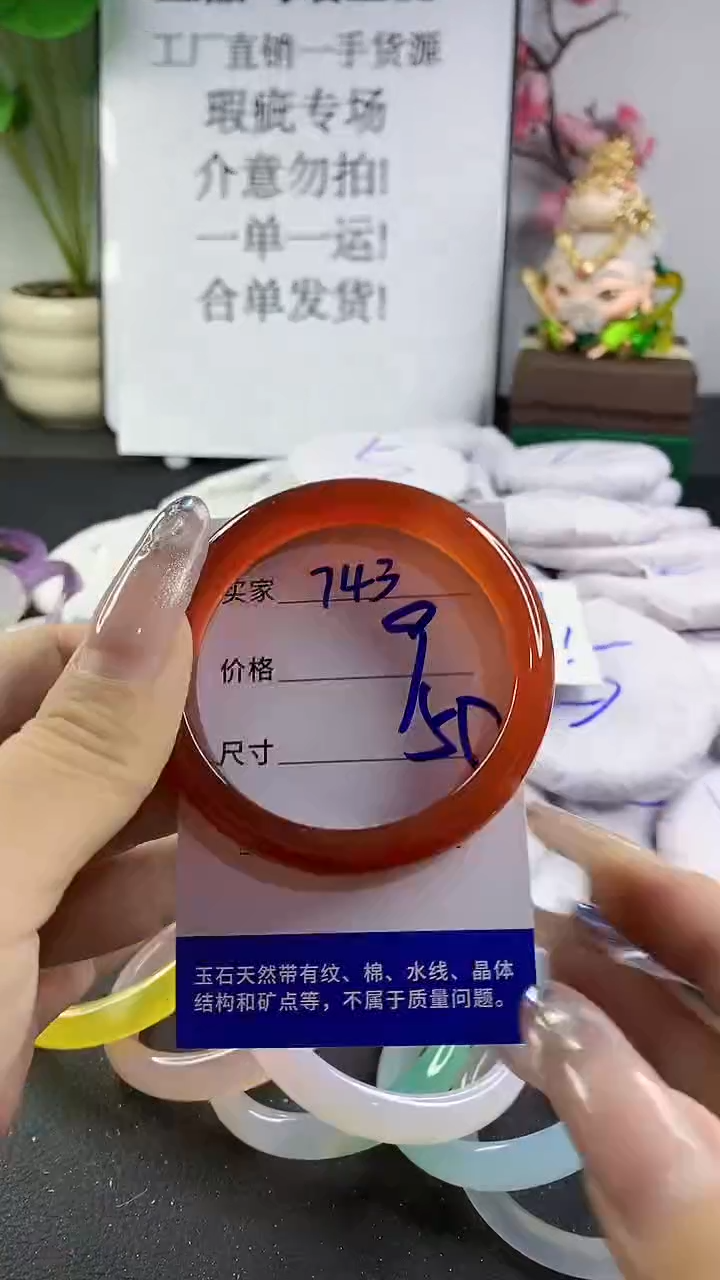 工厂直销一手货源
瑕疵专场
介意勿拍!
一单一运!
合单发货!
买家 743
价格 9
尺寸 55
玉石天然带有纹、棉、水线、晶体
结构和矿点等，不属于质量问题。